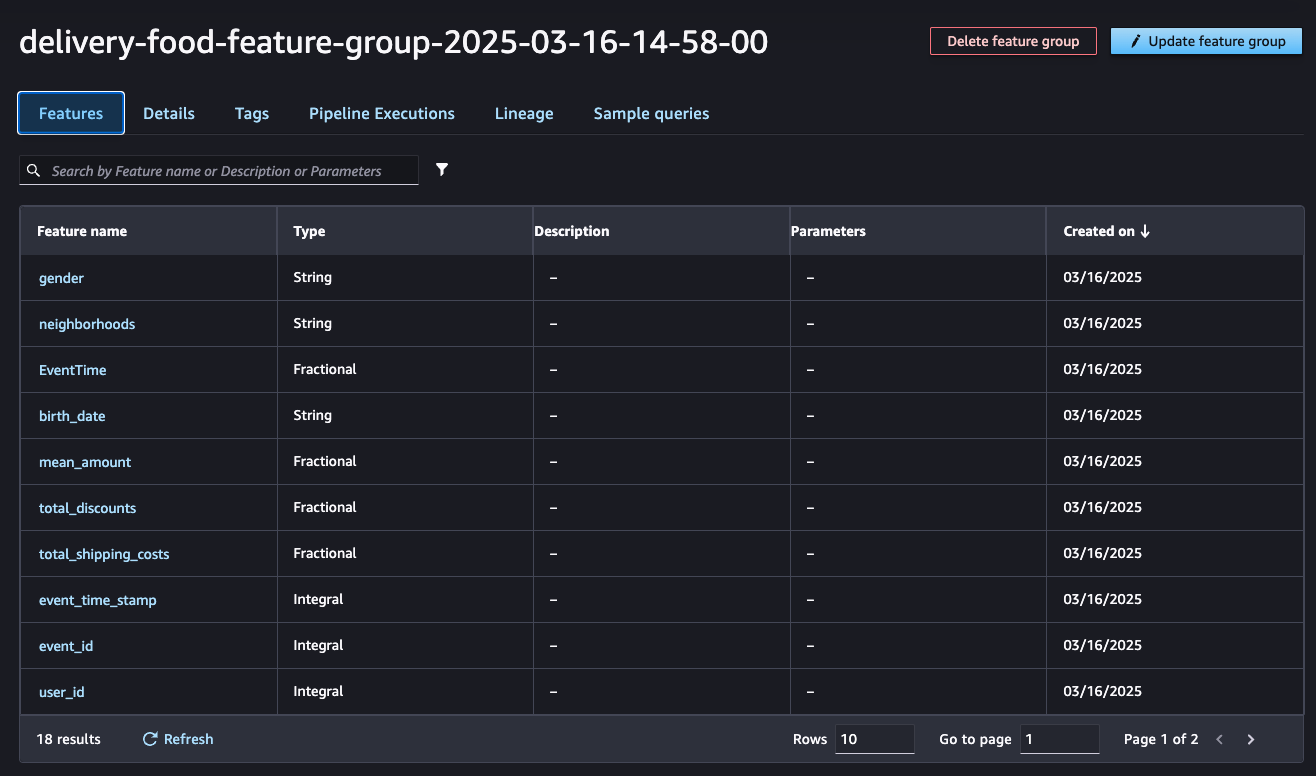 delivery-food-feature-group-2025-03-16-14-58-00
Delete feature group
Update feature group
Features Details Tags Pipeline Executions Lineage Sample queries
Search by Feature name or Description or Parameters
Feature name Type Description Parameters Created on ↓
gender String – – 03/16/2025
neighborhoods String – – 03/16/2025
EventTime Fractional – – 03/16/2025
birth_date String – – 03/16/2025
mean_amount Fractional – – 03/16/2025
total_discounts Fractional – – 03/16/2025
total_shipping_costs Fractional – – 03/16/2025
event_time_stamp Integral – – 03/16/2025
event_id Integral – – 03/16/2025
user_id Integral – – 03/16/2025
18 results Refresh Rows 10 Go to page 1 Page 1 of 2